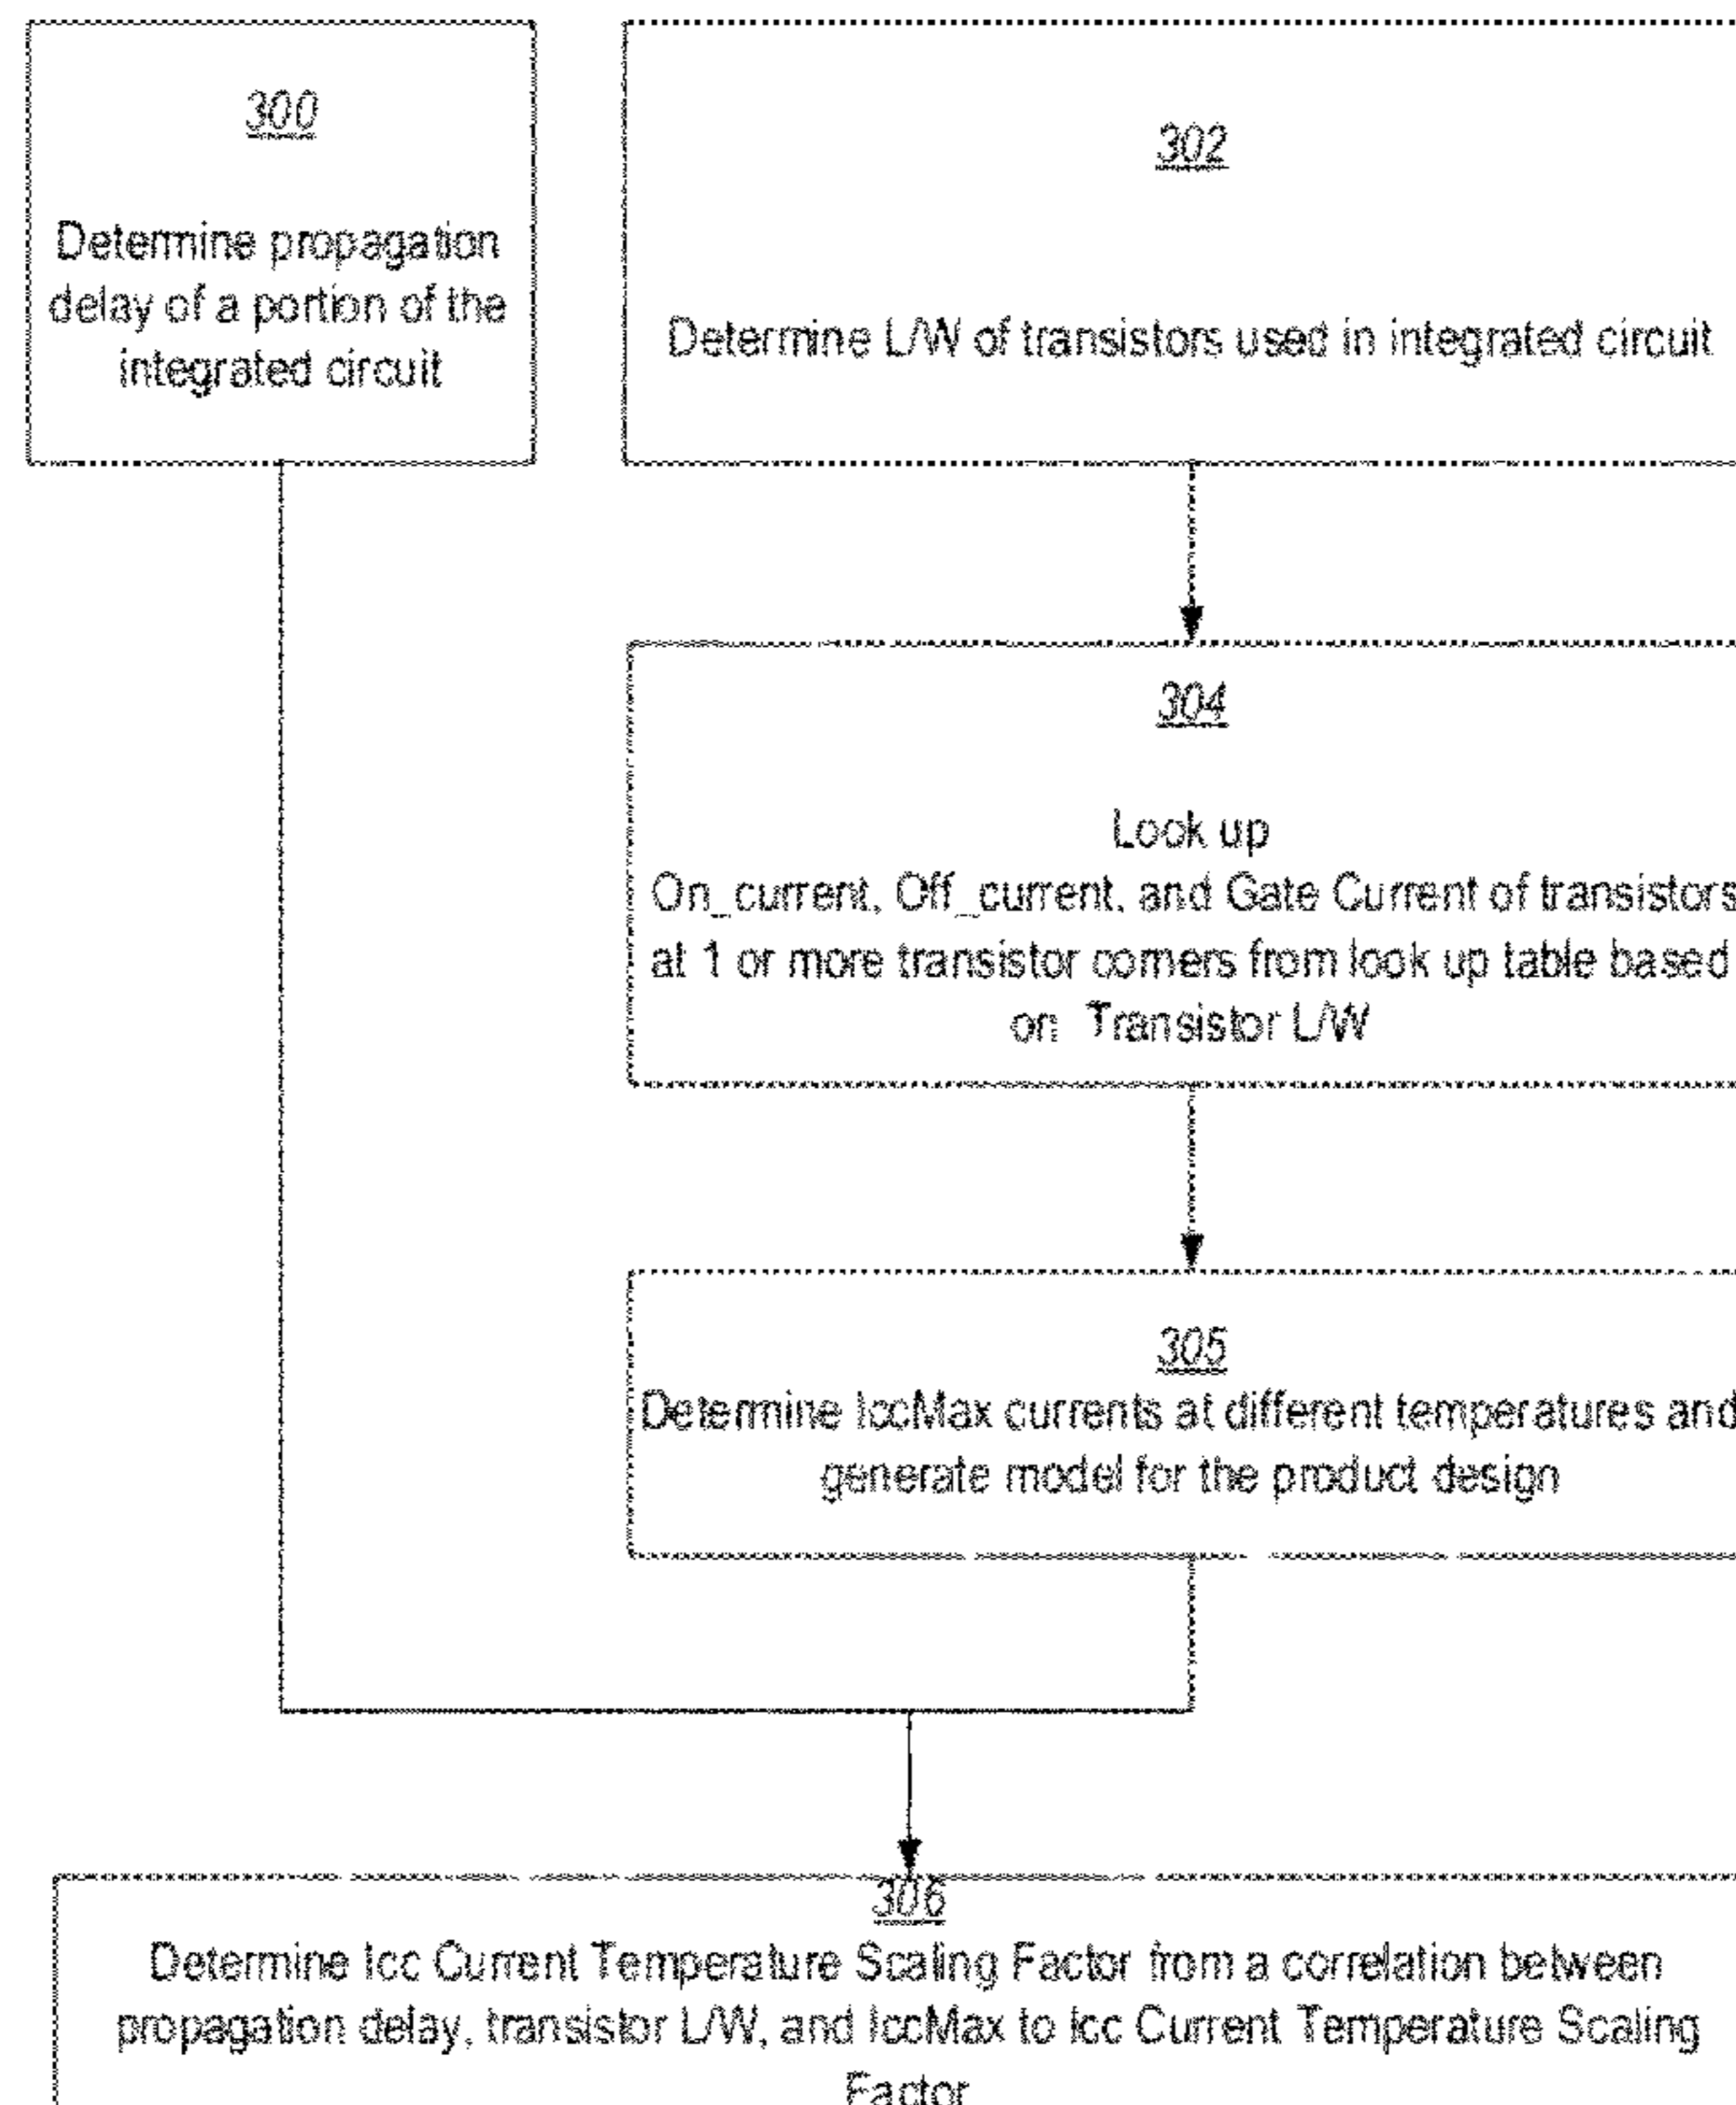 300
Determine propagation
delay of a portion of the
integrated circuit
302
Determine L/W of transistors used in integrated circuit
304
Look up
On_current, Off_current, and Gate Current of transistors
at 1 or more transistor corners from look up table based
on Transistor L/W
305
Determine IccMax currents at different temperatures and
generate model for the product design
306
Determine Icc Current Temperature Scaling Factor from a correlation between
propagation delay, transistor L/W, and IccMax to Icc Current Temperature Scaling
Factor